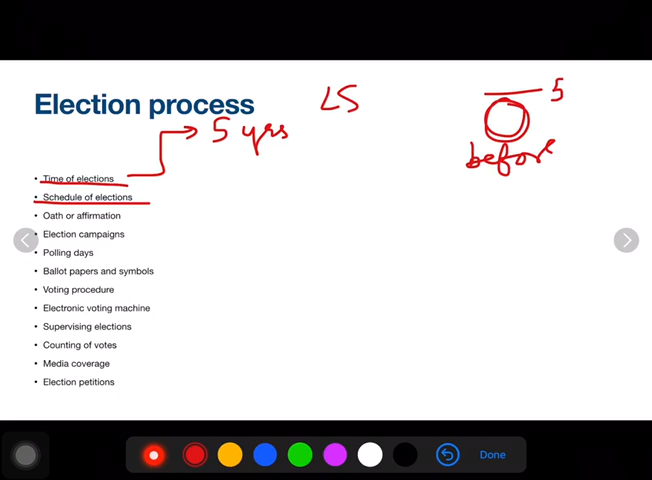 Election process
LS
5
5 yrs
before
• Time of elections
• Schedule of elections
• Oath or affirmation
• Election campaigns
• Polling days
• Ballot papers and symbols
• Voting procedure
• Electronic voting machine
• Supervising elections
• Counting of votes
• Media coverage
• Election petitions
Done